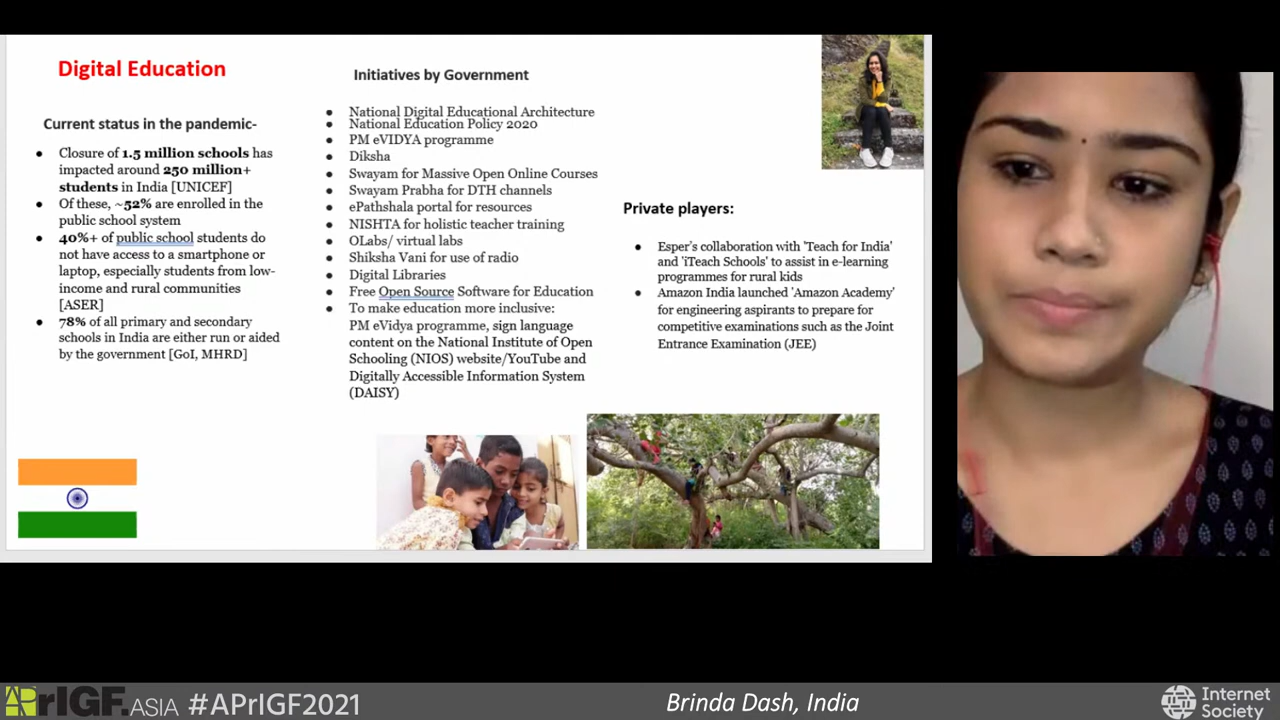 Digital Education
Current status in the pandemic-
● Closure of 1.5 million schools has
impacted around 250 million+
students in India [UNICEF]
● Of these, ~52% are enrolled in the
public school system
● 40%+ of public school students do
not have access to a smartphone or
laptop, especially students from low-
income and rural communities
[ASER]
● 78% of all primary and secondary
schools in India are either run or aided
by the government [GoI, MHRD]
Initiatives by Government
● National Digital Educational Architecture
● National Education Policy 2020
● PM eVIDYA programme
● Diksha
● Swayam for Massive Open Online Courses
● Swayam Prabha for DTH channels
● ePathshala portal for resources
● NISHTA for holistic teacher training
● OLabs/ virtual labs
● Shiksha Vani for use of radio
● Digital Libraries
● Free Open Source Software for Education
● To make education more inclusive:
PM eVidya programme, sign language
content on the National Institute of Open
Schooling (NIOS) website/YouTube and
Digitally Accessible Information System
(DAISY)
Private players:
● Esper's collaboration with 'Teach for India'
and 'iTeach Schools' to assist in e-learning
programmes for rural kids
● Amazon India launched 'Amazon Academy'
for engineering aspirants to prepare for
competitive examinations such as the Joint
Entrance Examination (JEE)
APrIGF.ASIA #APrIGF2021
Brinda Dash, India
Internet
Society